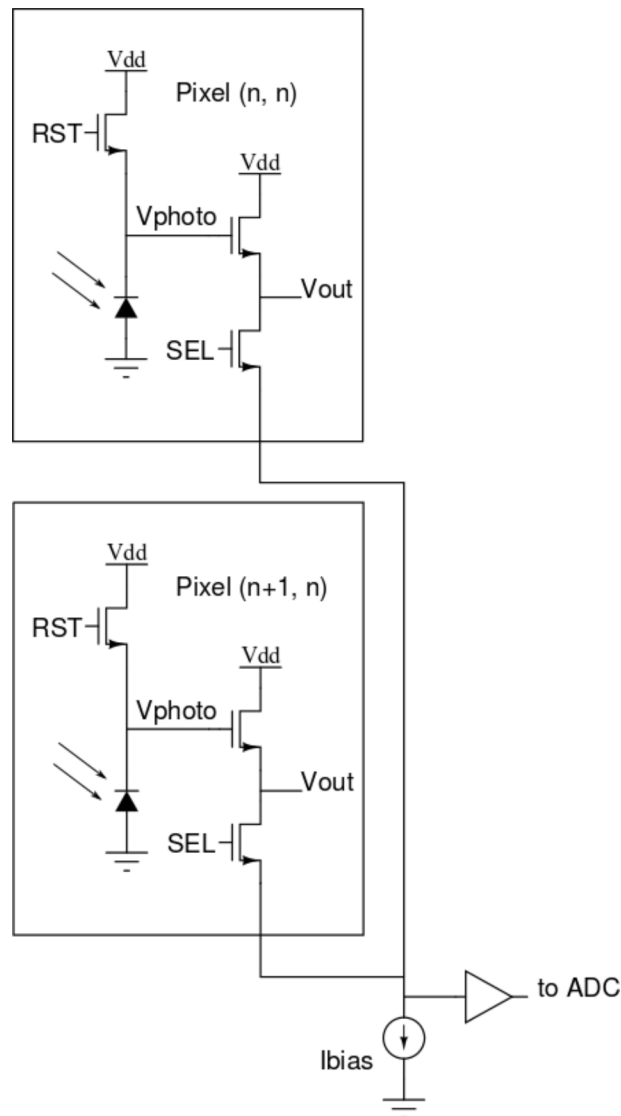 Vdd
Pixel (n, n)
RST
Vdd
Vphoto
Vout
SEL
Vdd
Pixel (n+1, n)
RST
Vdd
Vphoto
Vout
SEL
to ADC
Ibias